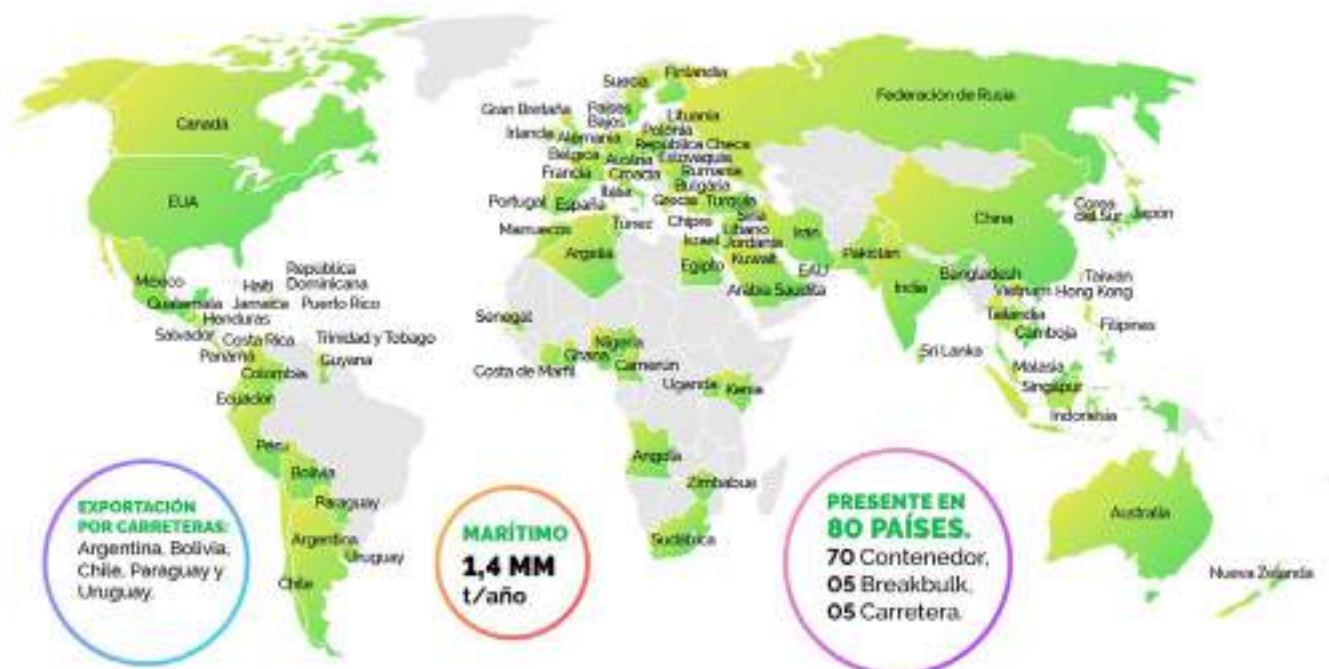 Canadá
EUA
México
Guatemala
Honduras
Salvador
Costa Rica
Panamá
Haití
Jamaica
República
Dominicana
Puerto Rico
Trinidad y Tobago
Guyana
Colombia
Ecuador
Perú
Bolivia
Paraguay
Argentina
Uruguay
Chile
Suecia
Finlandia
Gran Bretaña
Países
Bajos
Lituania
Irlanda
Alemania
Polonia
República Checa
Bélgica
Austria
Eslovaquia
Francia
Croacia
Rumania
Bulgária
Italia
Portugal
España
Grecia
Turquía
Marruecos
Tunez
Chipre
Siria
Líbano
Israel
Jordania
Irán
Argelia
Egipto
Kuwait
EAU
Arabia Saudita
Pakistán
Senegal
Costa de Marfil
Ghana
Nigeria
Camerún
Uganda
Kenia
Angola
Zimbabue
Sudáfrica
Federación de Rusia
China
Corea
del Sur
Japón
India
Bangladesh
Taiwán
Vietnam
Hong Kong
Tailandia
Camboja
Filipinas
Sri Lanka
Malasia
Singapur
Indonesia
Australia
Nueva Zelanda
EXPORTACIÓN
POR CARRETERAS:
Argentina, Bolivia,
Chile, Paraguay y
Uruguay.
MARÍTIMO
1,4 MM
t/año
PRESENTE EN
80 PAÍSES.
70 Contenedor,
05 Breakbulk,
05 Carretera.